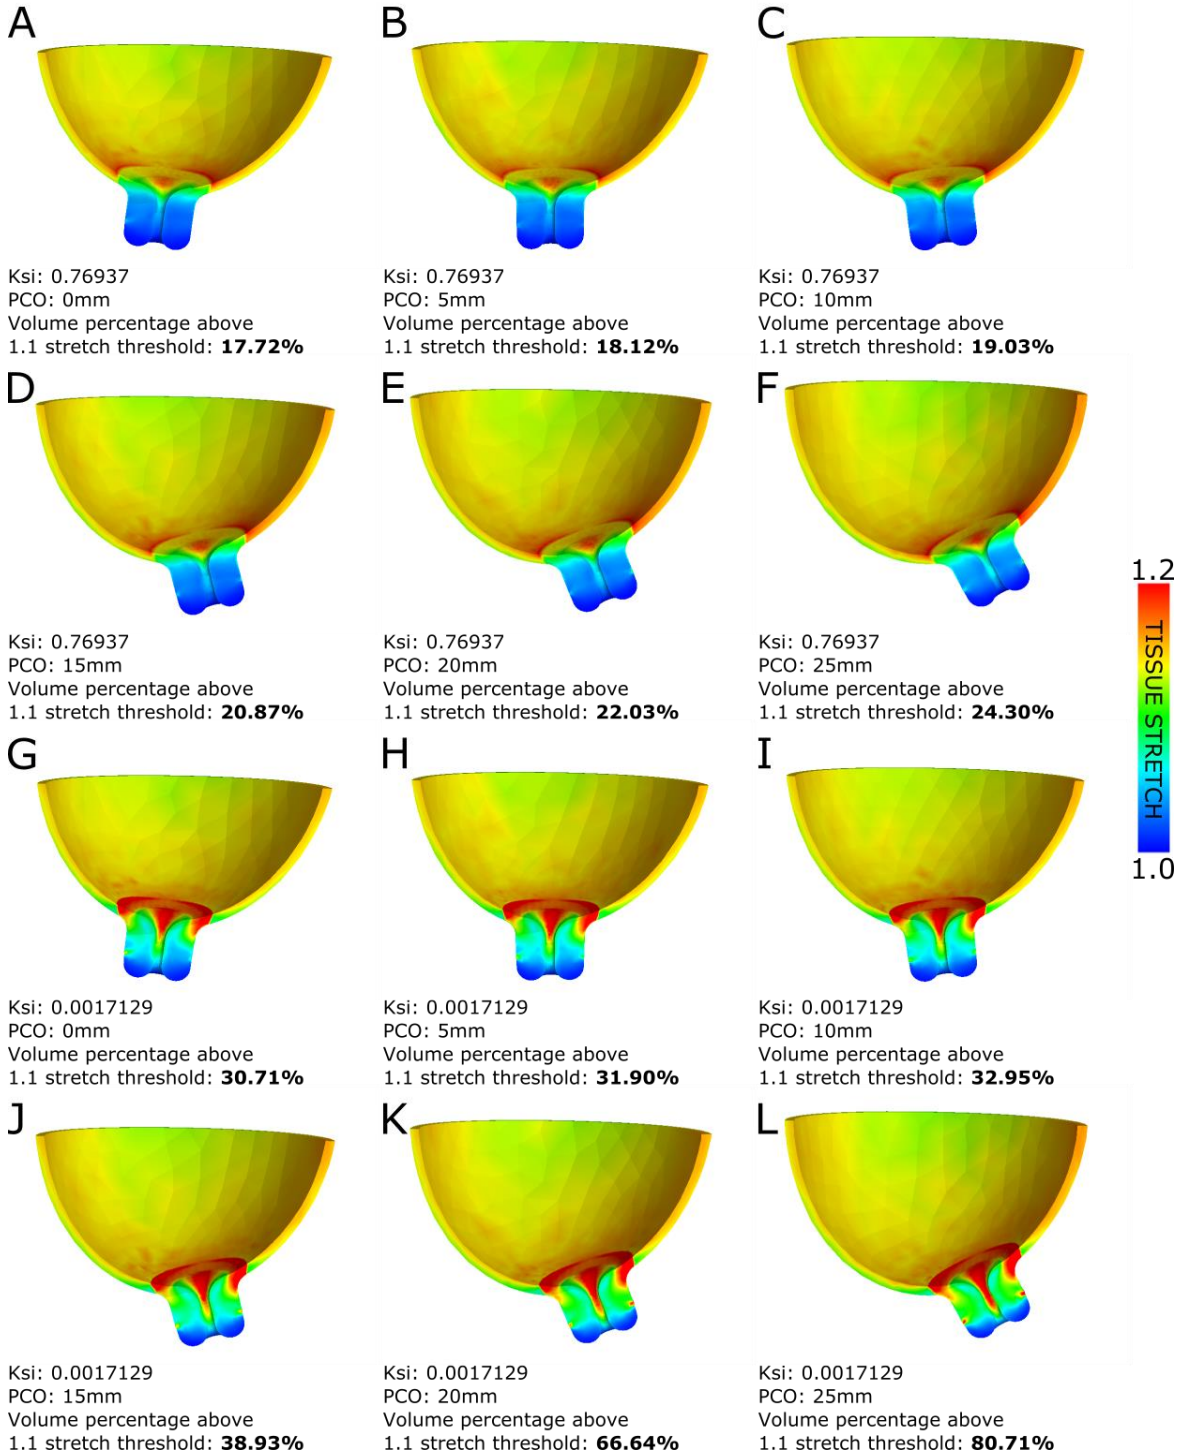 A
B
C
Ksi: 0.76937
PCO: 0mm
Volume percentage above
1.1 stretch threshold: 17.72%
Ksi: 0.76937
PCO: 5mm
Volume percentage above
1.1 stretch threshold: 18.12%
Ksi: 0.76937
PCO: 10mm
Volume percentage above
1.1 stretch threshold: 19.03%
D
E
F
Ksi: 0.76937
PCO: 15mm
Volume percentage above
1.1 stretch threshold: 20.87%
Ksi: 0.76937
PCO: 20mm
Volume percentage above
1.1 stretch threshold: 22.03%
Ksi: 0.76937
PCO: 25mm
Volume percentage above
1.1 stretch threshold: 24.30%
1.2
TISSUE STRETCH
1.0
G
H
I
Ksi: 0.0017129
PCO: 0mm
Volume percentage above
1.1 stretch threshold: 30.71%
Ksi: 0.0017129
PCO: 5mm
Volume percentage above
1.1 stretch threshold: 31.90%
Ksi: 0.0017129
PCO: 10mm
Volume percentage above
1.1 stretch threshold: 32.95%
J
K
L
Ksi: 0.0017129
PCO: 15mm
Volume percentage above
1.1 stretch threshold: 38.93%
Ksi: 0.0017129
PCO: 20mm
Volume percentage above
1.1 stretch threshold: 66.64%
Ksi: 0.0017129
PCO: 25mm
Volume percentage above
1.1 stretch threshold: 80.71%